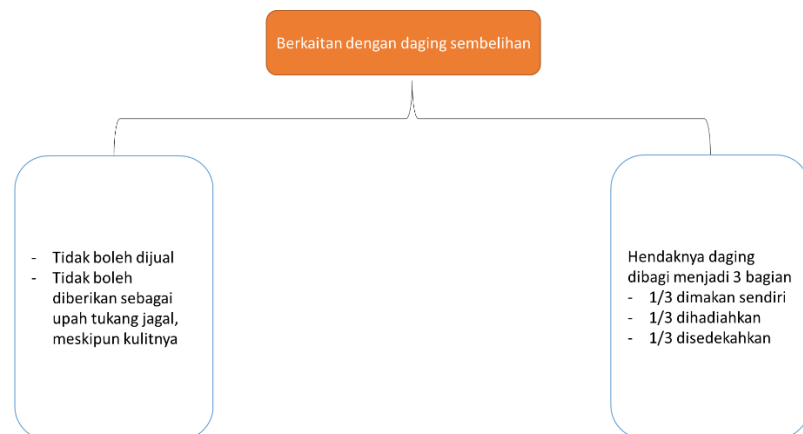 Berkaitan dengan daging sembelihan
- Tidak boleh dijual
- Tidak boleh
diberikan sebagai
upah tukang jagal,
meskipun kulitnya
Hendaknya daging
dibagi menjadi 3 bagian
- 1/3 dimakan sendiri
- 1/3 dihadiahkan
- 1/3 disedekahkan